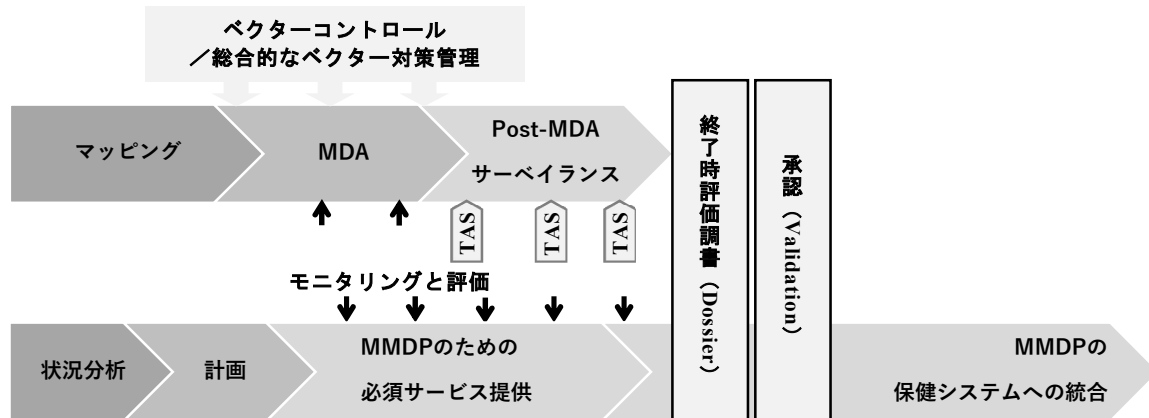 ベクターコントロール
／総合的なベクター対策管理
マッピング
MDA
Post-MDA
サーベイランス
TAS
TAS
TAS
モニタリングと評価
状況分析
計画
MMDPのための
必須サービス提供
終了時評価調書（Dossier）
承認（Validation）
MMDPの
保健システムへの統合